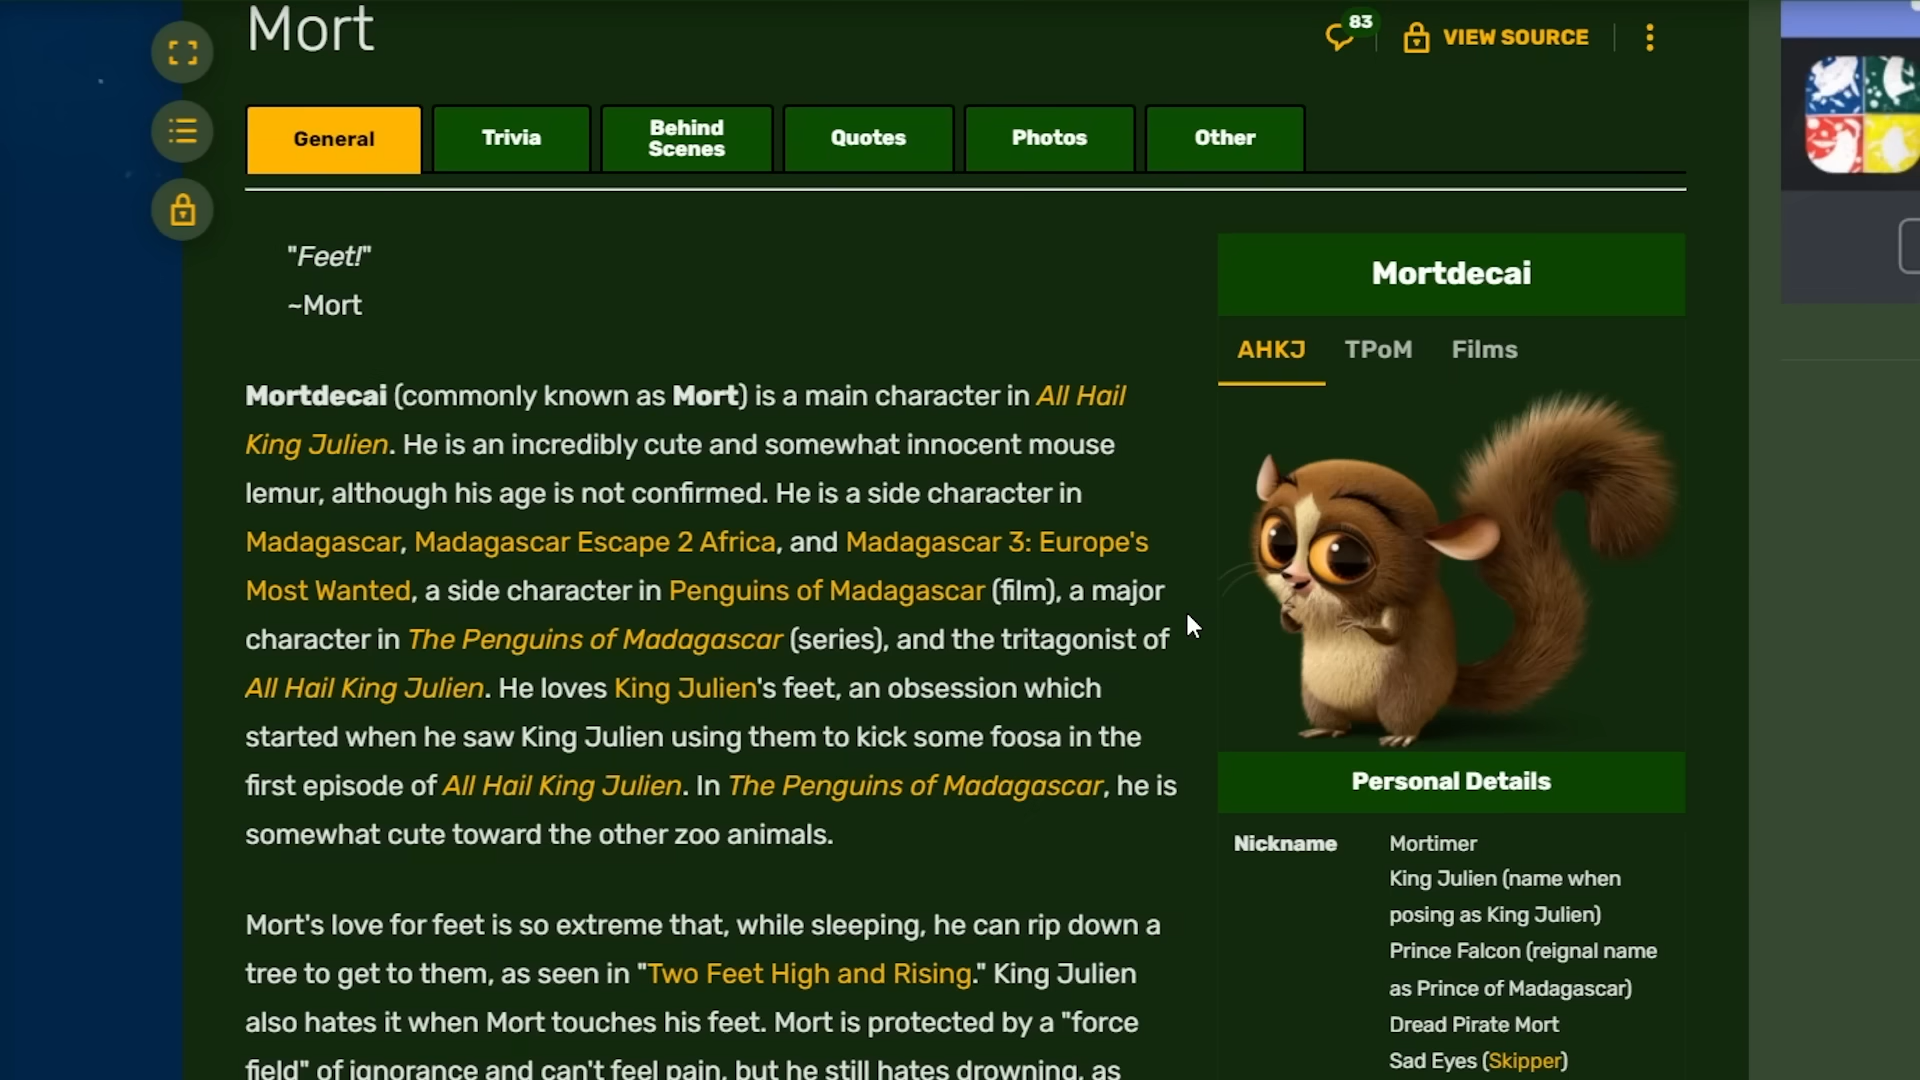 Mort
83
VIEW SOURCE
General
Trivia
Behind
Scenes
Quotes
Photos
Other
"Feet!"
~Mort
Mortdecai (commonly known as Mort) is a main character in All Hail
King Julien. He is an incredibly cute and somewhat innocent mouse
lemur, although his age is not confirmed. He is a side character in
Madagascar, Madagascar Escape 2 Africa, and Madagascar 3: Europe's
Most Wanted, a side character in Penguins of Madagascar (film), a major
character in The Penguins of Madagascar (series), and the tritagonist of
All Hail King Julien. He loves King Julien's feet, an obsession which
started when he saw King Julien using them to kick some foosa in the
first episode of All Hail King Julien. In The Penguins of Madagascar, he is
somewhat cute toward the other zoo animals.
Mort's love for feet is so extreme that, while sleeping, he can rip down a
tree to get to them, as seen in "Two Feet High and Rising." King Julien
also hates it when Mort touches his feet. Mort is protected by a "force
field" of ignorance and can't feel pain, but he still hates drowning, as
Mortdecai
AHKJ
TPoM
Films
Personal Details
Nickname
Mortimer
King Julien (name when
posing as King Julien)
Prince Falcon (reignal name
as Prince of Madagascar)
Dread Pirate Mort
Sad Eyes (Skipper)